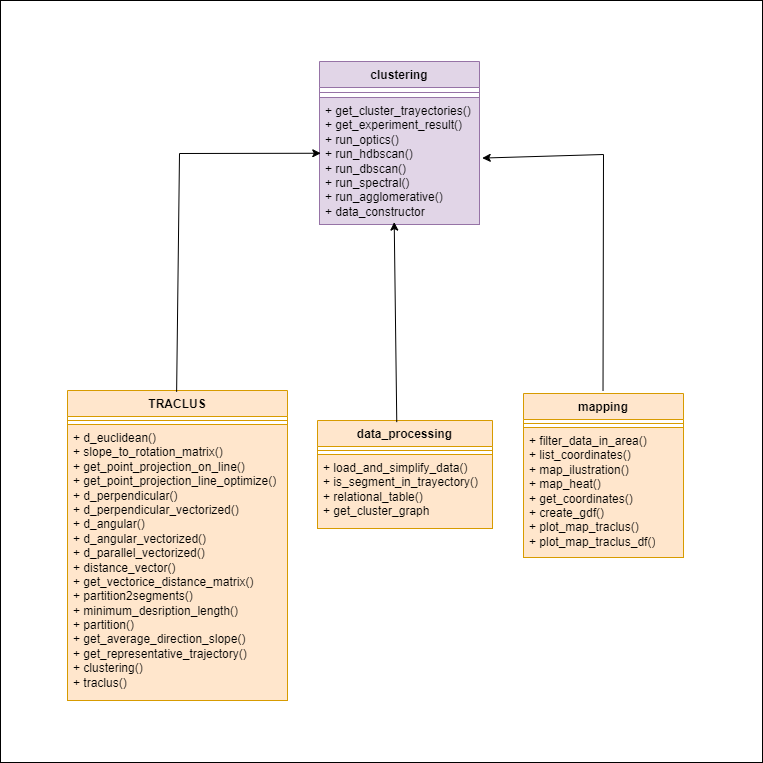 clustering
+ get_cluster_trayectories()
+ get_experiment_result()
+ run_optics()
+ run_hdbscan()
+ run_dbscan()
+ run_spectral()
+ run_agglomerative()
+ data_constructor
TRACLUS
+ d_euclidean()
+ slope_to_rotation_matrix()
+ get_point_projection_on_line()
+ get_point_projection_line_optimize()
+ d_perpendicular()
+ d_perpendicular_vectorized()
+ d_angular()
+ d_angular_vectorized()
+ d_parallel_vectorized()
+ distance_vector()
+ get_vectorice_distance_matrix()
+ partition2segments()
+ minimum_desription_length()
+ partition()
+ get_average_direction_slope()
+ get_representative_trajectory()
+ clustering()
+ traclus()
data_processing
+ load_and_simplify_data()
+ is_segment_in_trayectory()
+ relational_table()
+ get_cluster_graph
mapping
+ filter_data_in_area()
+ list_coordinates()
+ map_ilustration()
+ map_heat()
+ get_coordinates()
+ create_gdf()
+ plot_map_traclus()
+ plot_map_traclus_df()